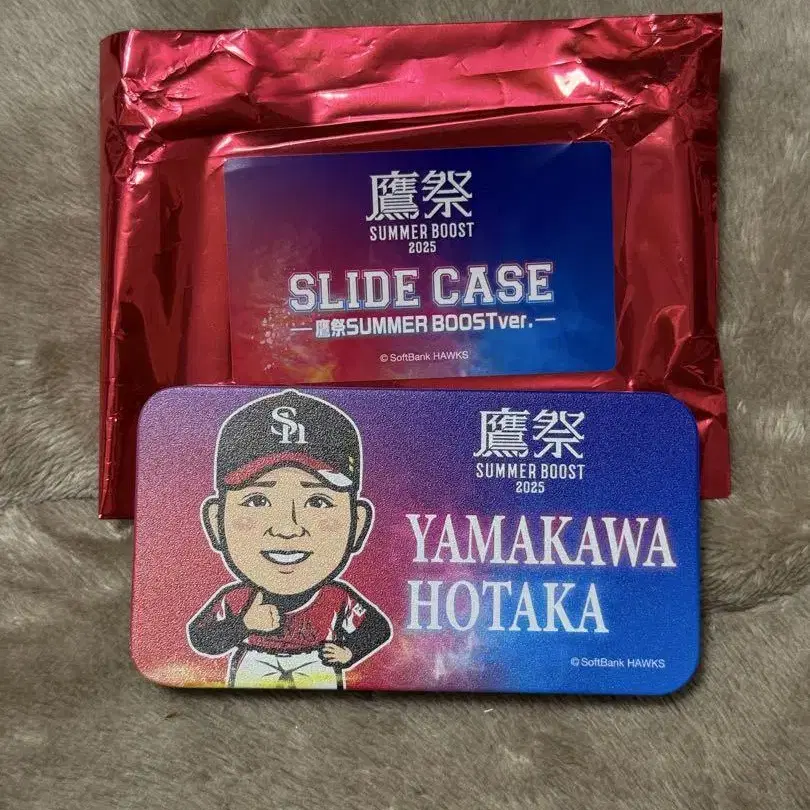 鷹祭
SUMMER BOOST
2025
SLIDE CASE
鷹祭SUMMER BOOSTver.
© SoftBank HAWKS
SH
鷹祭
SUMMER BOOST
2025
YAMAKAWA
HOTAKA
© SoftBank HAWKS